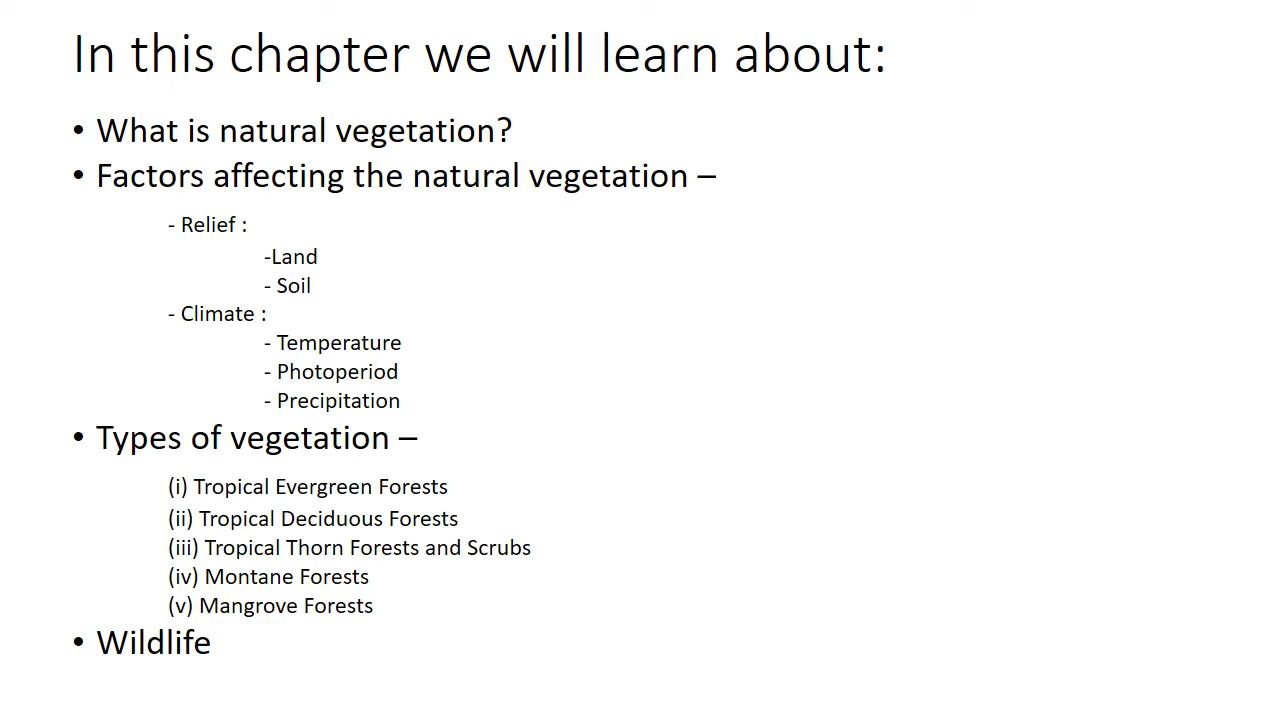 In this chapter we will learn about:
• What is natural vegetation?
• Factors affecting the natural vegetation –
- Relief :
-Land
- Soil
- Climate :
- Temperature
- Photoperiod
- Precipitation
• Types of vegetation –
(i) Tropical Evergreen Forests
(ii) Tropical Deciduous Forests
(iii) Tropical Thorn Forests and Scrubs
(iv) Montane Forests
(v) Mangrove Forests
• Wildlife